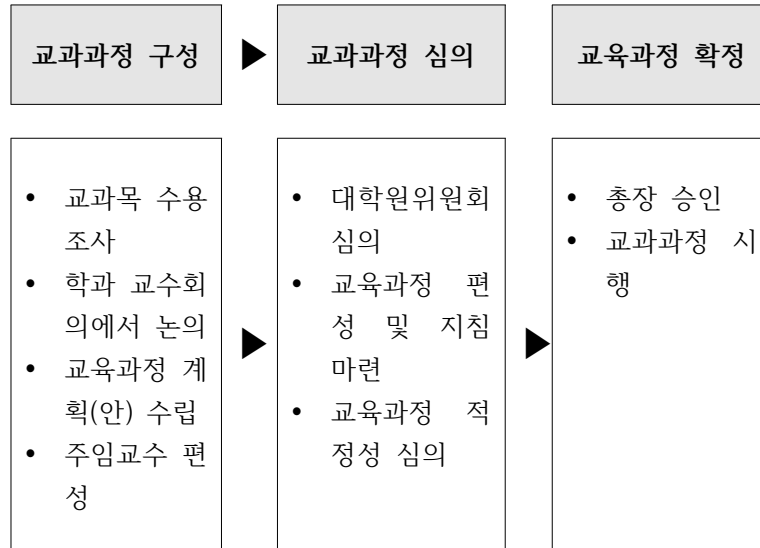 교과과정 구성 ▶ 교과과정 심의 교육과정 확정
• 교과목 수용
조사
• 학과 교수회
의에서 논의
• 교육과정 계
획(안) 수립
• 주임교수 편
성
▶
• 대학원위원회
심의
• 교육과정 편
성 및 지침
마련
• 교육과정 적
정성 심의
▶
• 총장 승인
• 교과과정 시
행